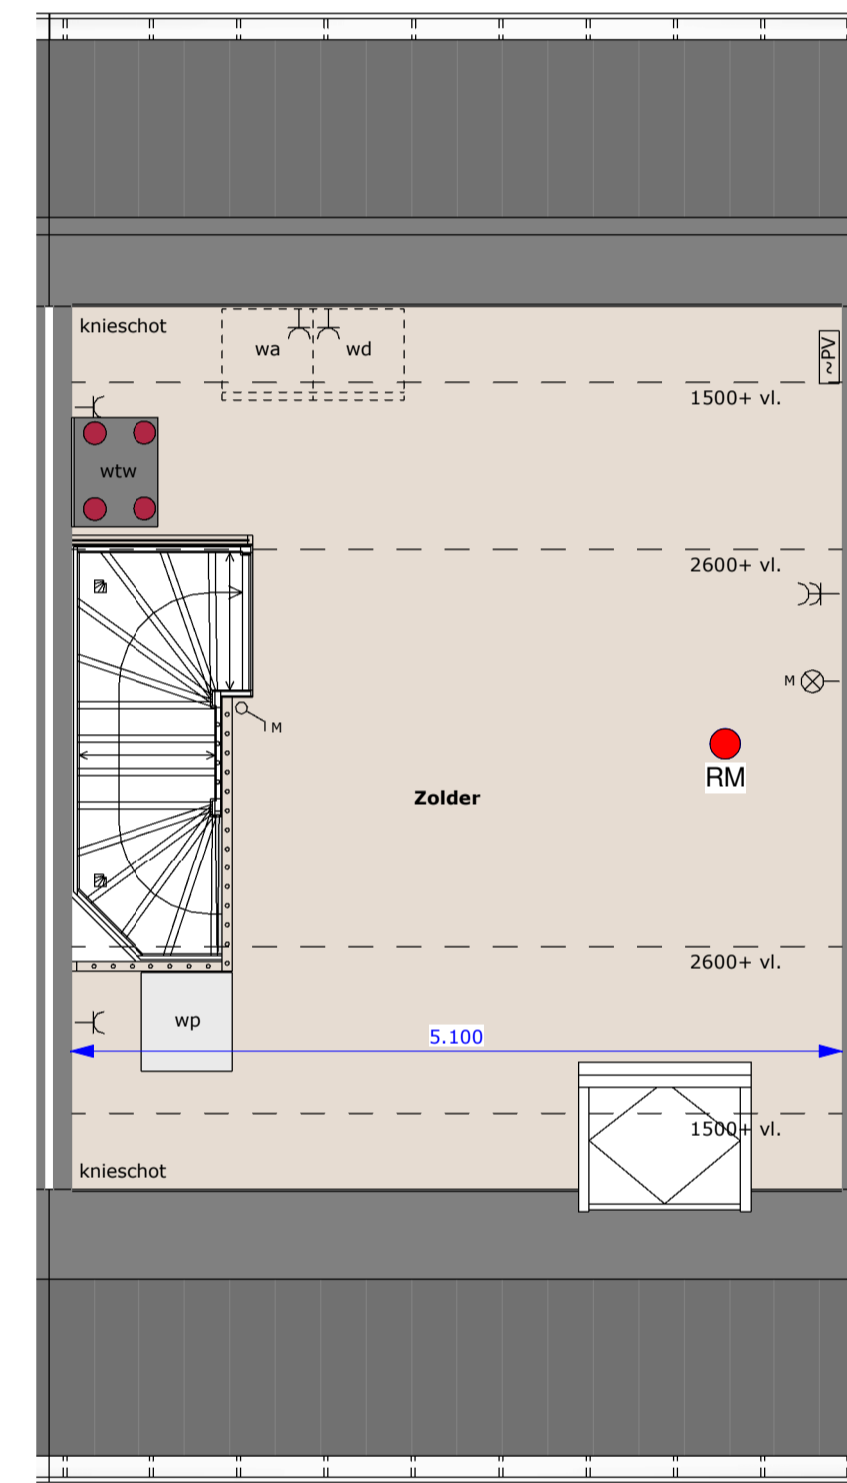 knieschot
wa
wd
~PV
1500+ vl.
wtw
2600+ vl.
M
M
RM
Zolder
2600+ vl.
wp
5.100
1500+ vl.
knieschot